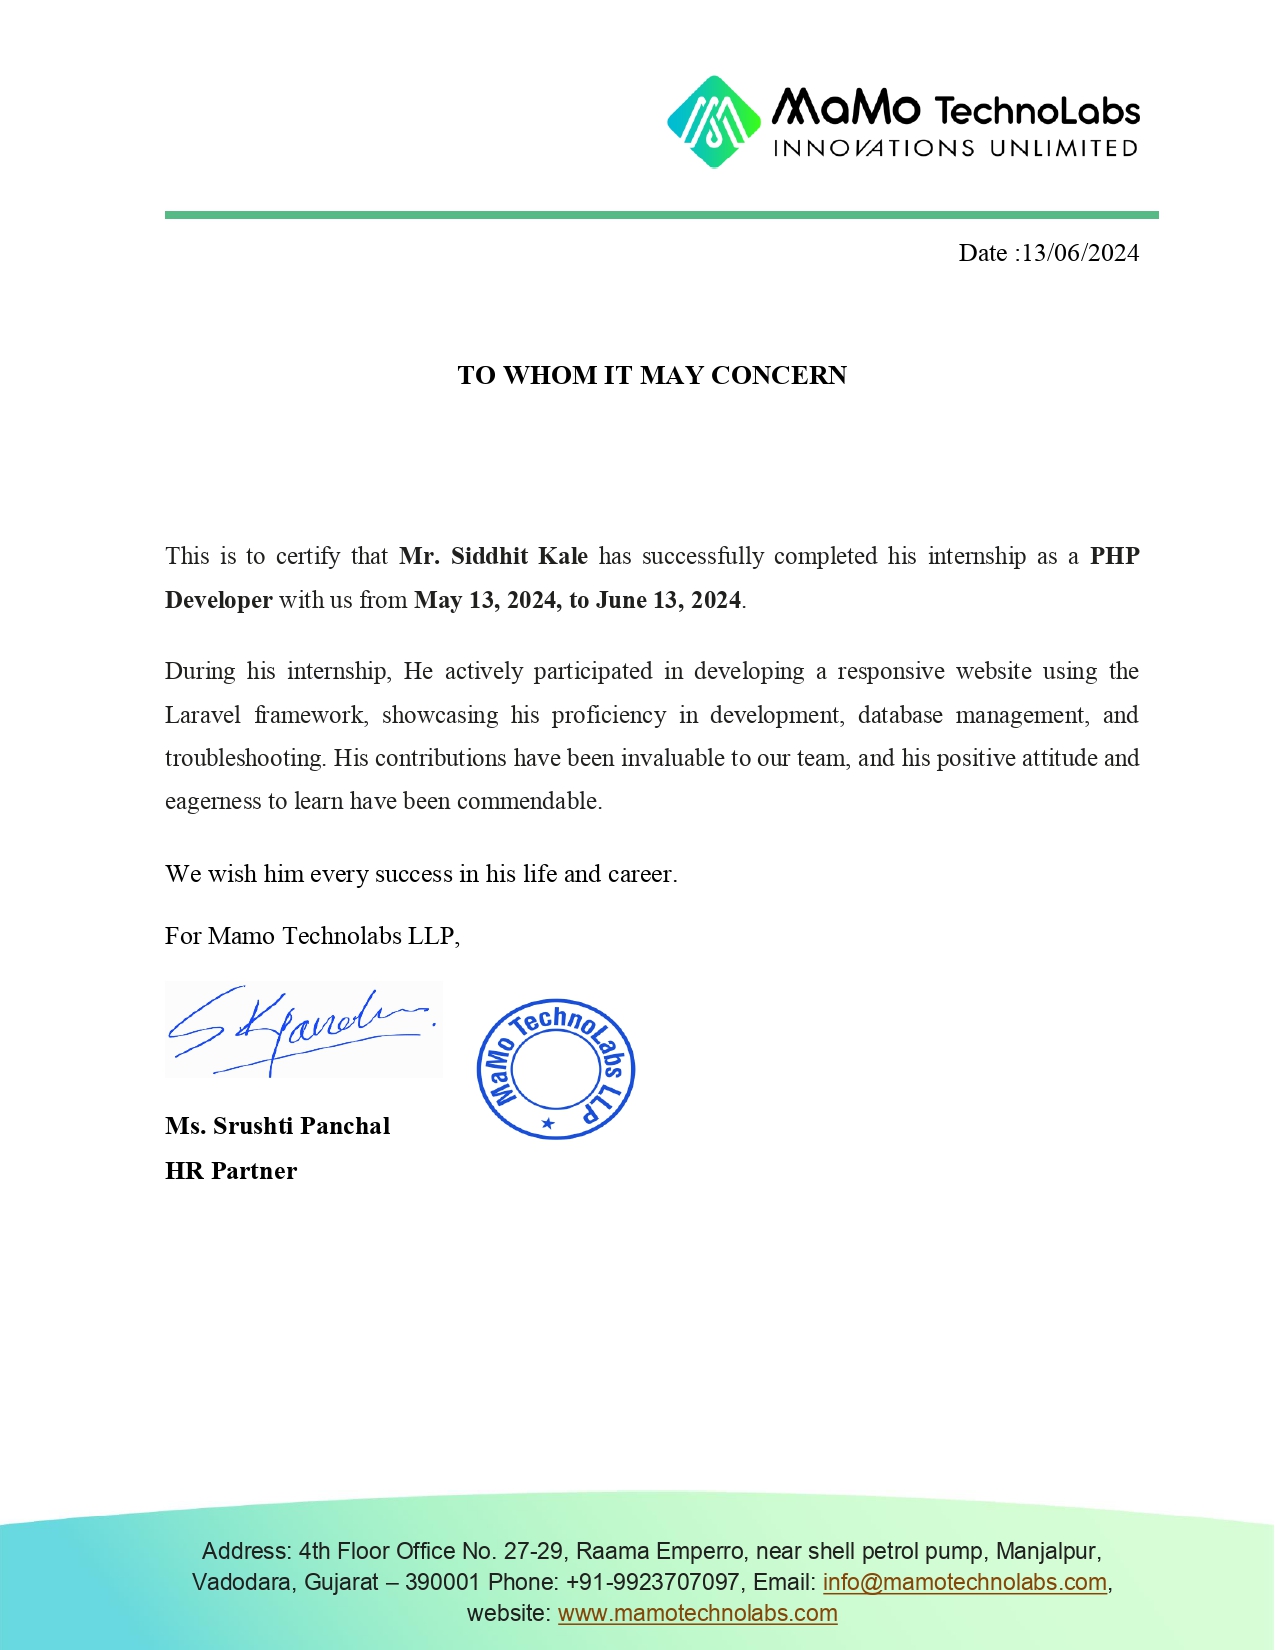 MaMo TechnoLabs
INNOVATIONS UNLIMITED
Date :13/06/2024
TO WHOM IT MAY CONCERN
This is to certify that Mr. Siddhit Kale has successfully completed his internship as a PHP
Developer with us from May 13, 2024, to June 13, 2024.
During his internship, He actively participated in developing a responsive website using the
Laravel framework, showcasing his proficiency in development, database management, and
troubleshooting. His contributions have been invaluable to our team, and his positive attitude and
eagerness to learn have been commendable.
We wish him every success in his life and career.
For Mamo Technolabs LLP,
MaMo TechnoLabs LLP
Ms. Srushti Panchal
HR Partner
Address: 4th Floor Office No. 27-29, Raama Emperro, near shell petrol pump, Manjalpur,
Vadodara, Gujarat – 390001 Phone: +91-9923707097, Email: info@mamotechnolabs.com,
website: www.mamotechnolabs.com